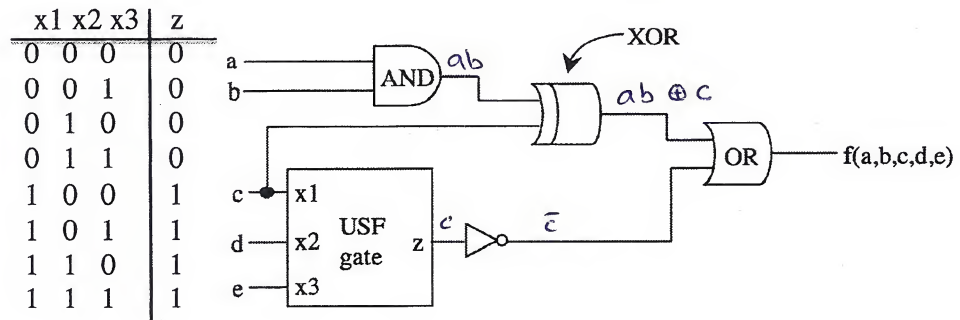 x1 x2 x3 z
0 0 0 0
0 0 1 0
0 1 0 0
0 1 1 0
1 0 0 1
1 0 1 1
1 1 0 1
1 1 1 1
XOR
a
b
AND
ab
ab ⊕ c
OR
f(a,b,c,d,e)
c
d
e
x1
x2
x3
USF
gate
z
c
c̄